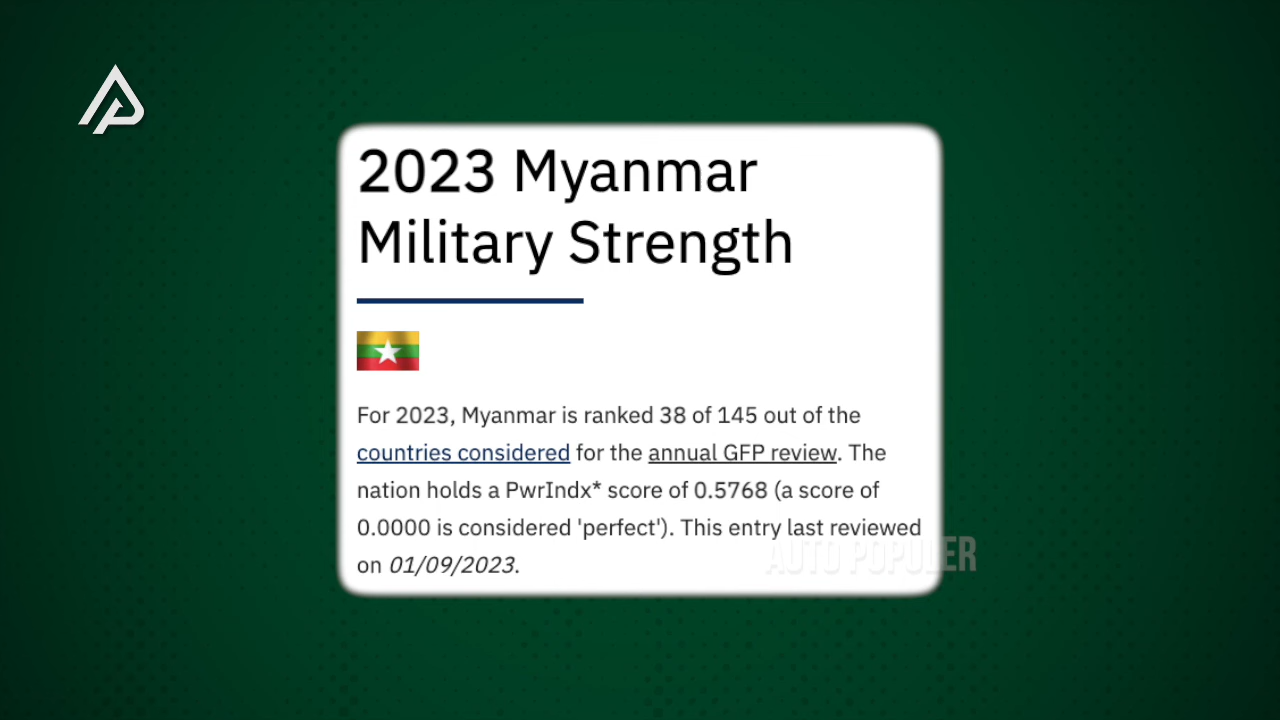 2023 Myanmar
Military Strength
For 2023, Myanmar is ranked 38 of 145 out of the
countries considered for the annual GFP review. The
nation holds a PwrIndx* score of 0.5768 (a score of
0.0000 is considered 'perfect'). This entry last reviewed
on 01/09/2023.
AUTO POPULER